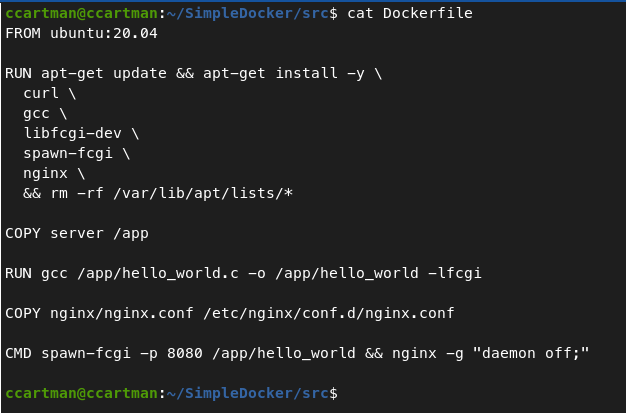 ccartman@ccartman:~/SimpleDocker/src$ cat Dockerfile
FROM ubuntu:20.04
RUN apt-get update && apt-get install -y \
  curl \
  gcc \
  libfcgi-dev \
  spawn-fcgi \
  nginx \
  && rm -rf /var/lib/apt/lists/*
COPY server /app
RUN gcc /app/hello_world.c -o /app/hello_world -lfcgi
COPY nginx/nginx.conf /etc/nginx/conf.d/nginx.conf
CMD spawn-fcgi -p 8080 /app/hello_world && nginx -g "daemon off;"
ccartman@ccartman:~/SimpleDocker/src$